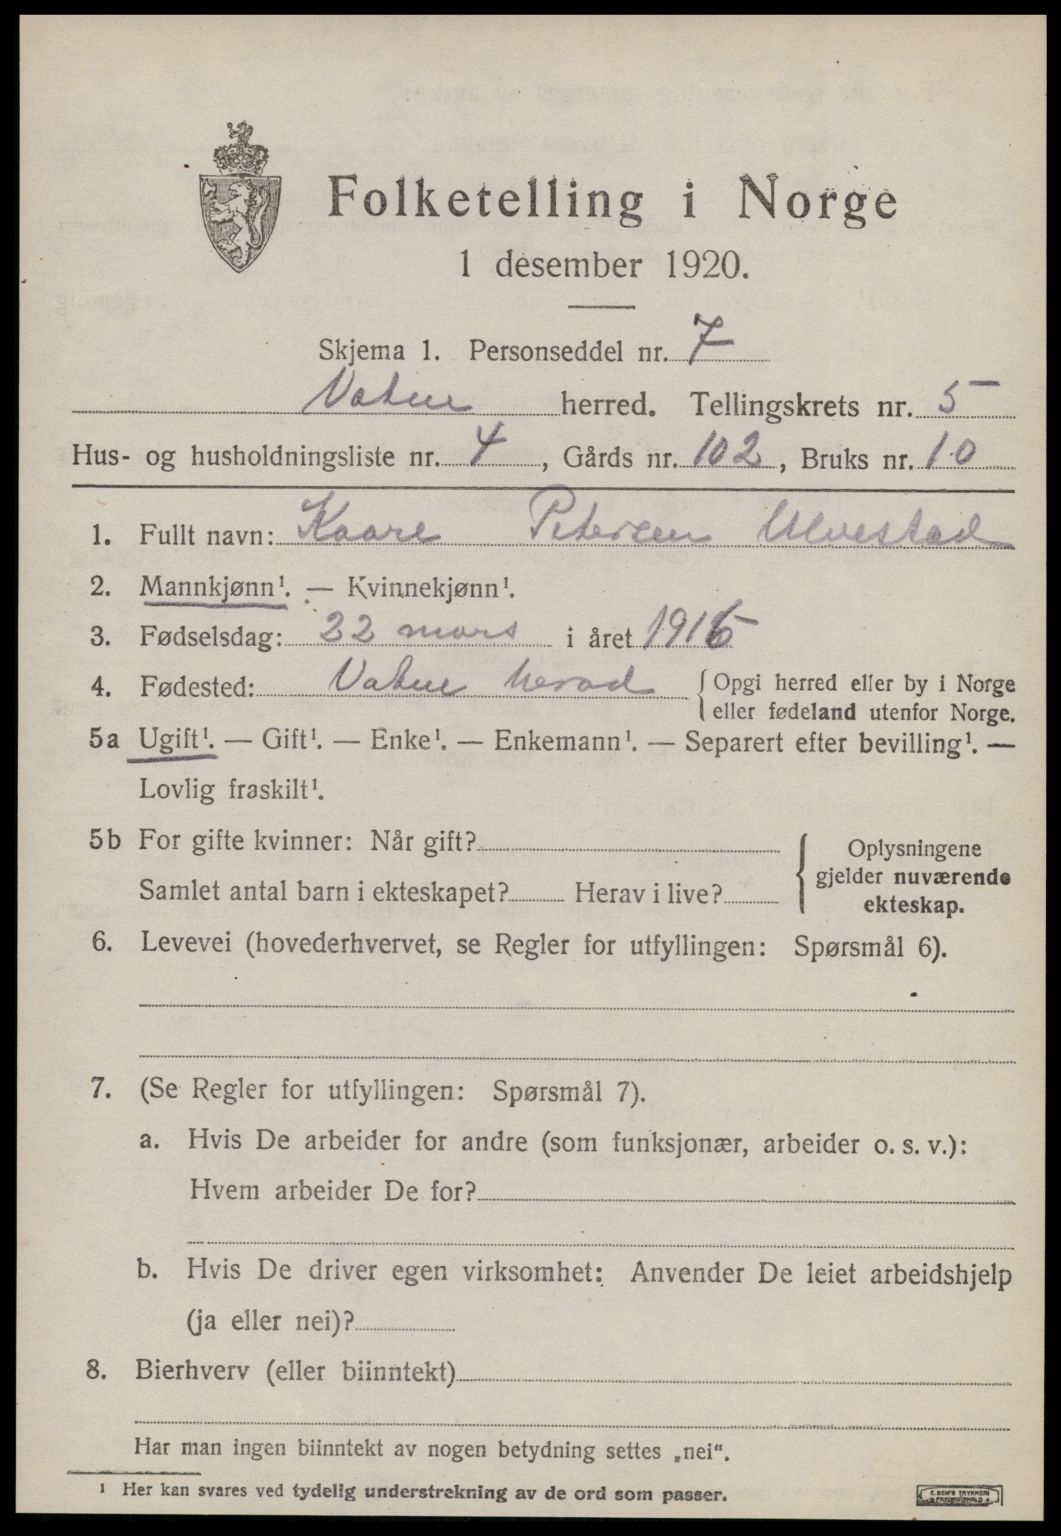 Folketelling i Norge
1 desember 1920.
Skjema 1. Personseddel nr. 7
Vatne herred. Tellingskrets nr. 5
Hus- og husholdningsliste nr. 4, Gårds nr. 102, Bruks nr. 10
1. Fullt navn: Kaare Petersen Ulvestad
2. Mannkjønn¹. — Kvinnekjønn¹.
3. Fødselsdag: 22 mars i året
4. Fødested: Vatne herad { Opgi herred eller by i Norge
eller fødeland utenfor Norge.
5a Ugift¹. — Gift¹. — Enke¹. — Enkemann¹. — Separert efter bevilling¹. —
Lovlig fraskilt¹.
5b For gifte kvinner: Når gift?
Samlet antal barn i ekteskapet? Herav i live?
{ Oplysningene
gjelder nuværende
ekteskap.
6. Levevei (hovederhvervet, se Regler for utfyllingen: Spørsmål 6).
7. (Se Regler for utfyllingen: Spørsmål 7).
a. Hvis De arbeider for andre (som funksjonær, arbeider o. s. v.):
Hvem arbeider De for?
b. Hvis De driver egen virksomhet: Anvender De leiet arbeidshjelp
(ja eller nei)?
8. Bierhverv (eller biinntekt)
Har man ingen biinntekt av nogen betydning settes „nei“.
¹ Her kan svares ved tydelig understrekning av de ord som passer.